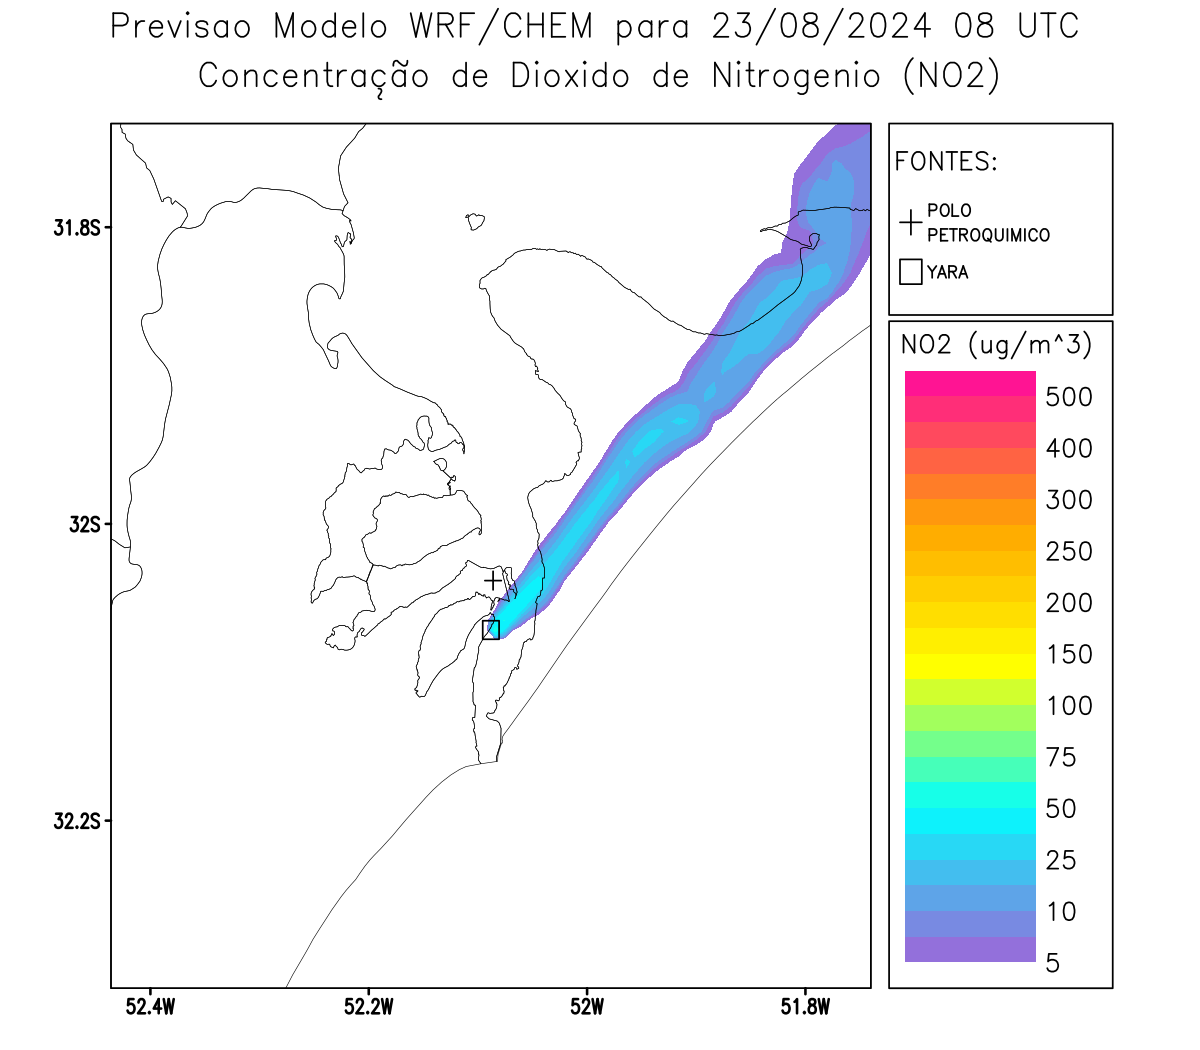 Previsao Modelo WRF/CHEM para 23/08/2024 08 UTC
Concentração de Dioxido de Nitrogenio (NO2)
FONTES:
POLO
PETROQUIMICO
YARA
31.8S
32S
32.2S
52.4W
52.2W
52W
51.8W
NO2 (ug/m^3)
500
400
300
250
200
150
100
75
50
25
10
5